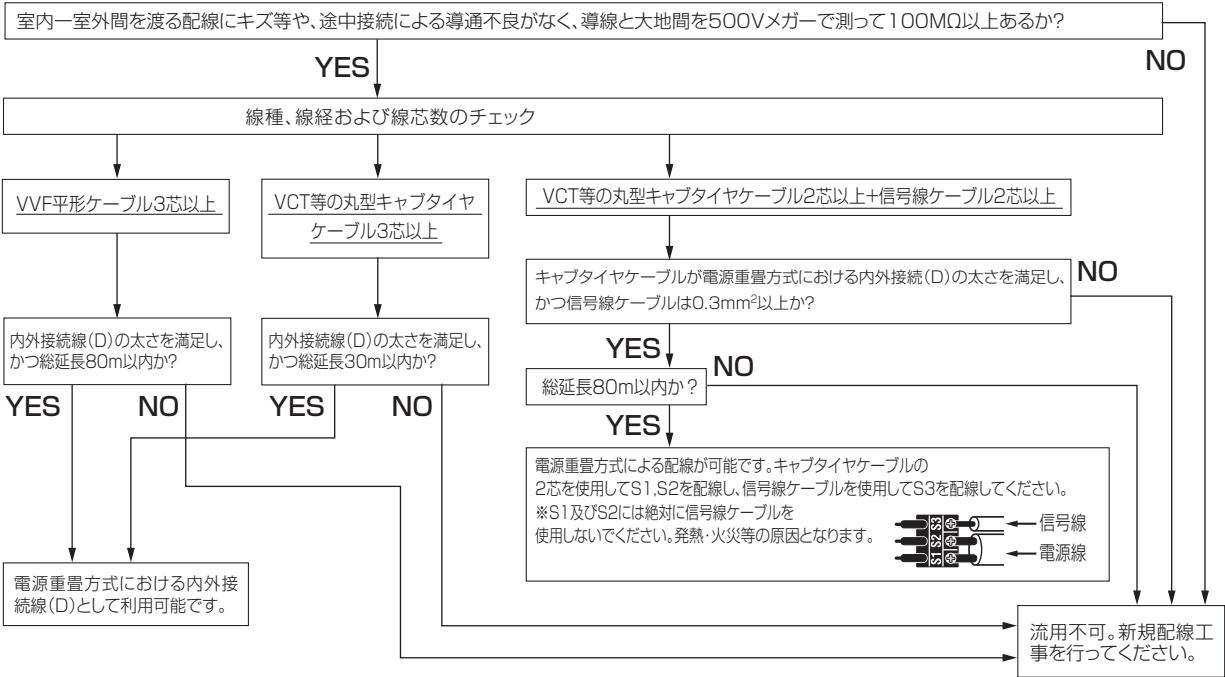 室内ー室外間を渡る配線にキズ等や、途中接続による導通不良がなく、導線と大地間を500Vメガーで測って100MΩ以上あるか?
YES
NO
線種、線経および線芯数のチェック
VVF平形ケーブル3芯以上
VCT等の丸型キャブタイヤ
ケーブル3芯以上
VCT等の丸型キャブタイヤケーブル2芯以上+信号線ケーブル2芯以上
キャブタイヤケーブルが電源重畳方式における内外接続(D)の太さを満足し、
かつ信号線ケーブルは0.3mm²以上か?
NO
内外接続線(D)の太さを満足し、
かつ総延長80m以内か?
内外接続線(D)の太さを満足し、
かつ総延長30m以内か?
YES
総延長80m以内か?
NO
YES
NO
YES
NO
YES
電源重畳方式による配線が可能です。キャブタイヤケーブルの
2芯を使用してS1,S2を配線し、信号線ケーブルを使用してS3を配線してください。
※S1及びS2には絶対に信号線ケーブルを
使用しないでください。発熱・火災等の原因となります。
S1 S2 S3
信号線
電源線
電源重畳方式における内外接
続線(D)として利用可能です。
流用不可。新規配線工
事を行ってください。